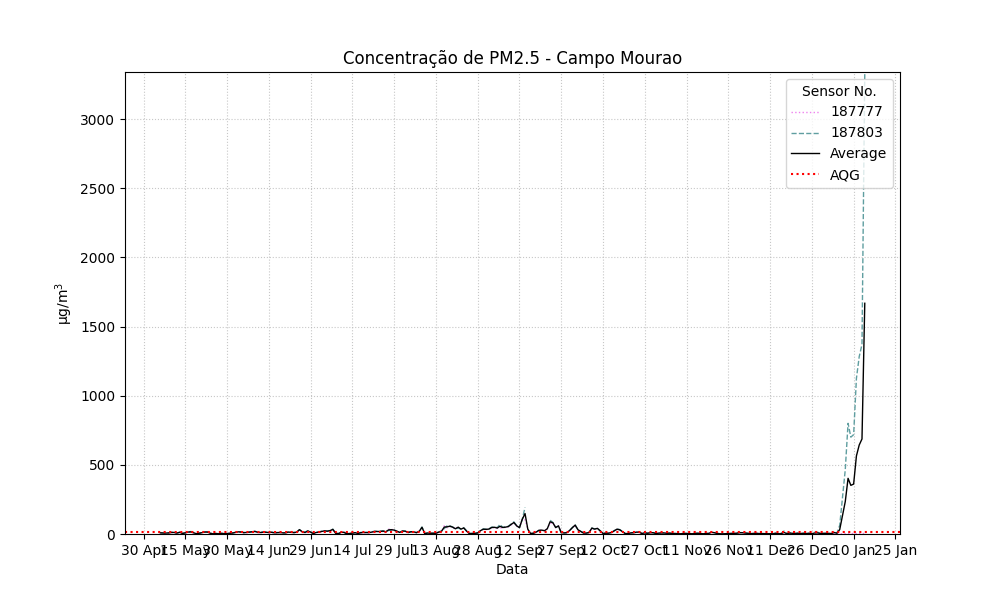 Concentração de PM2.5 - Campo Mourao
Sensor No.
187777
187803
Average
AQG
3000
2500
2000
1500
1000
500
0
µg/m³
30 Apr 15 May 30 May 14 Jun 29 Jun 14 Jul 29 Jul 13 Aug 28 Aug 12 Sep 27 Sep 12 Oct 27 Oct 11 Nov 26 Nov 11 Dec 26 Dec 10 Jan 25 Jan
Data